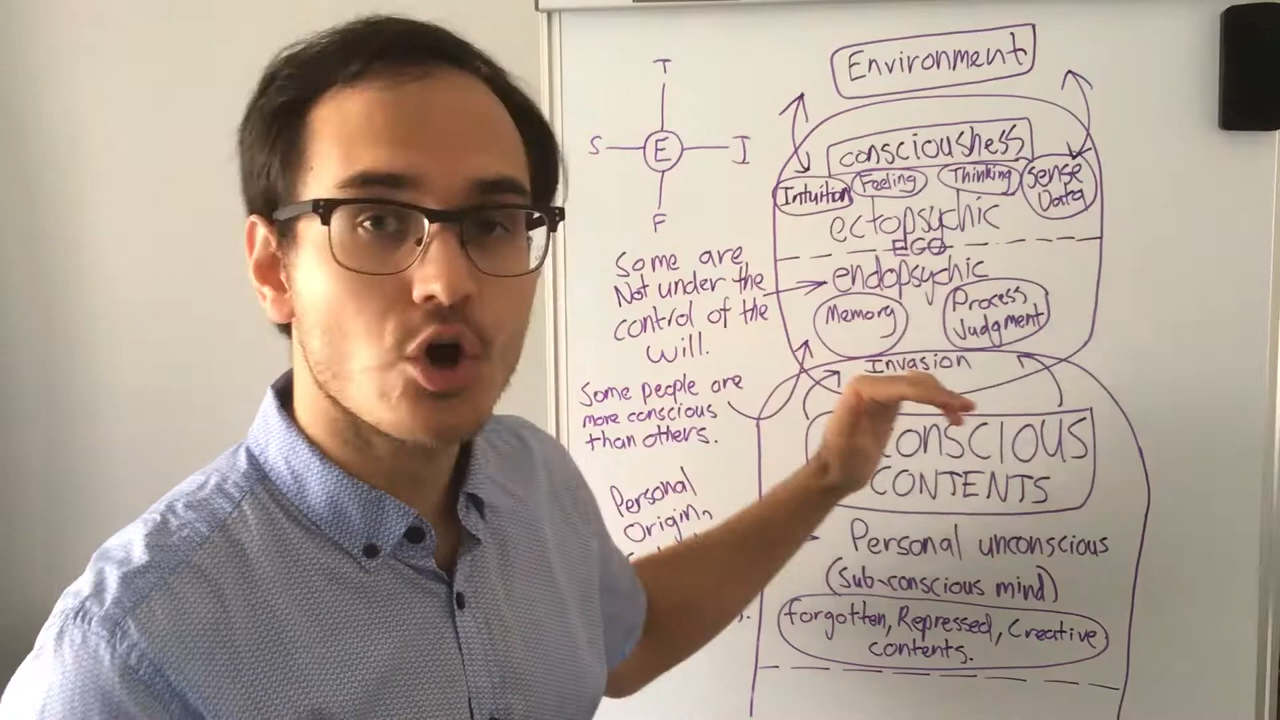 Environment
T
S E I
F
consciousness
Intuition Feeling Thinking sense Data
ectopsychic
EGO
endopsychic
Memory Process Judgment
Some are
Not under the
control of the
will.
Invasion
Some people are
more conscious
than others.
CONSCIOUS
CONTENTS
Personal
Origin,
Personal unconscious
(sub-conscious mind)
forgotten, Repressed, Creative
contents.